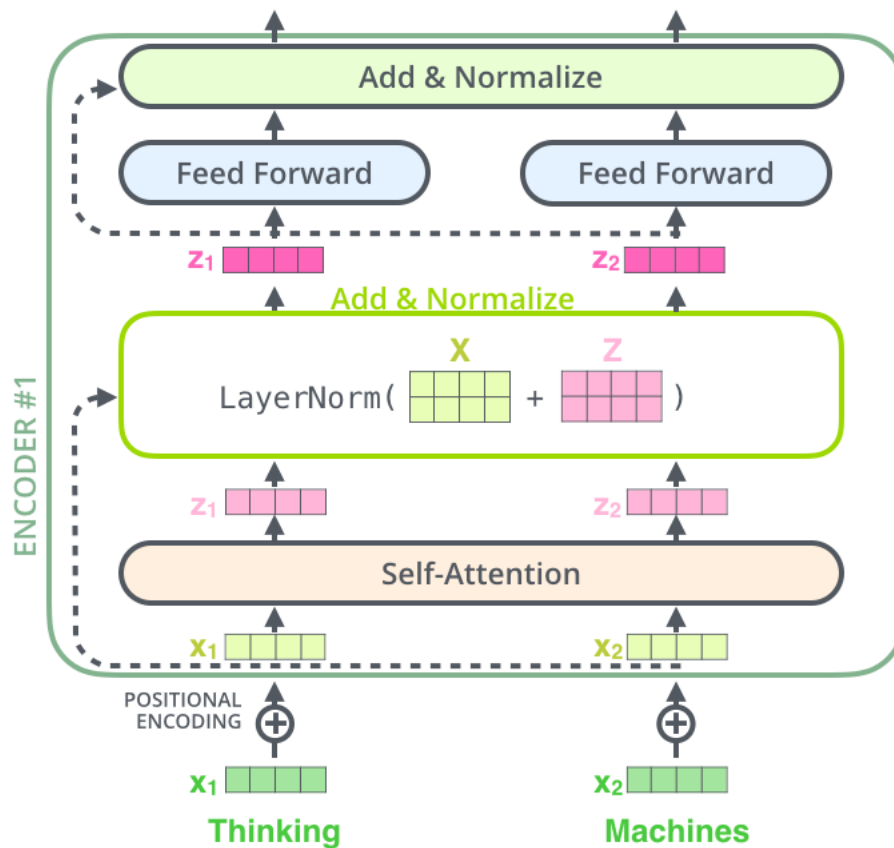 Add & Normalize
Feed Forward Feed Forward
z1 z2
Add & Normalize
X Z
LayerNorm( + )
ENCODER #1
z1 z2
Self-Attention
x1 x2
POSITIONAL
ENCODING
x1 x2
Thinking Machines